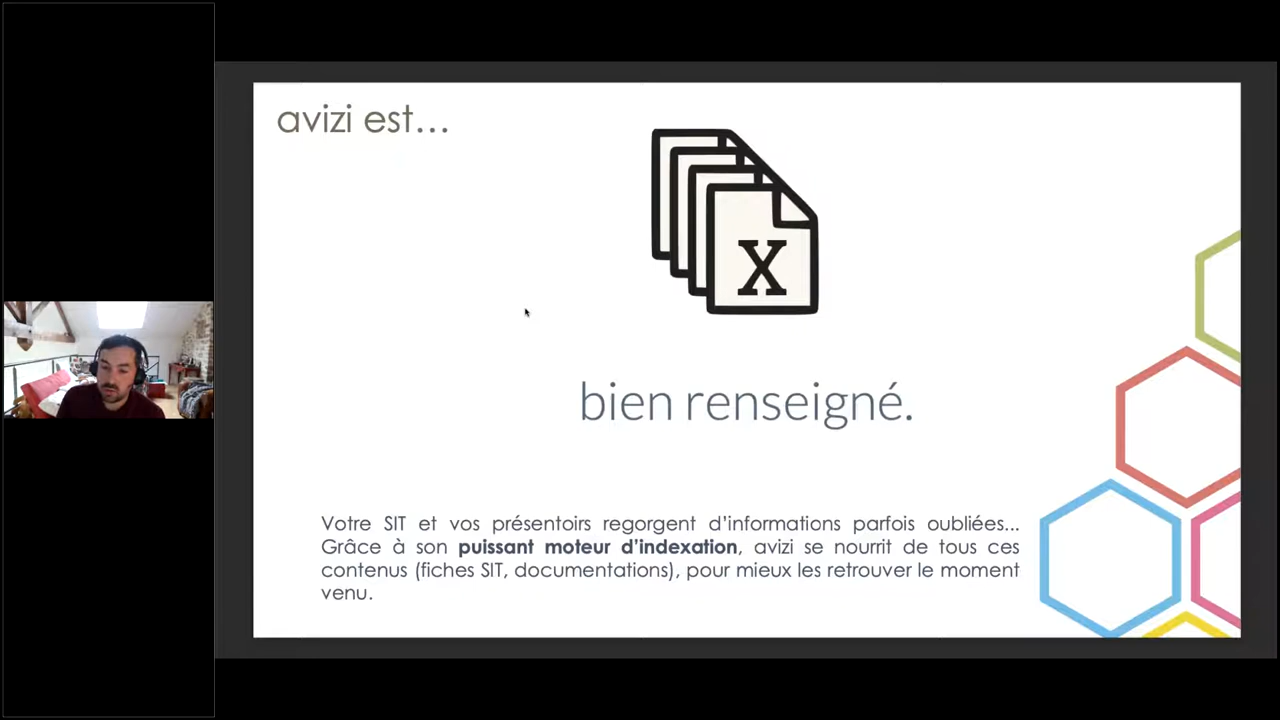 avizi est...
X
bien renseigné.
Votre SIT et vos présentoirs regorgent d’informations parfois oubliées...
Grâce à son puissant moteur d’indexation, avizi se nourrit de tous ces
contenus (fiches SIT, documentations), pour mieux les retrouver le moment
venu.